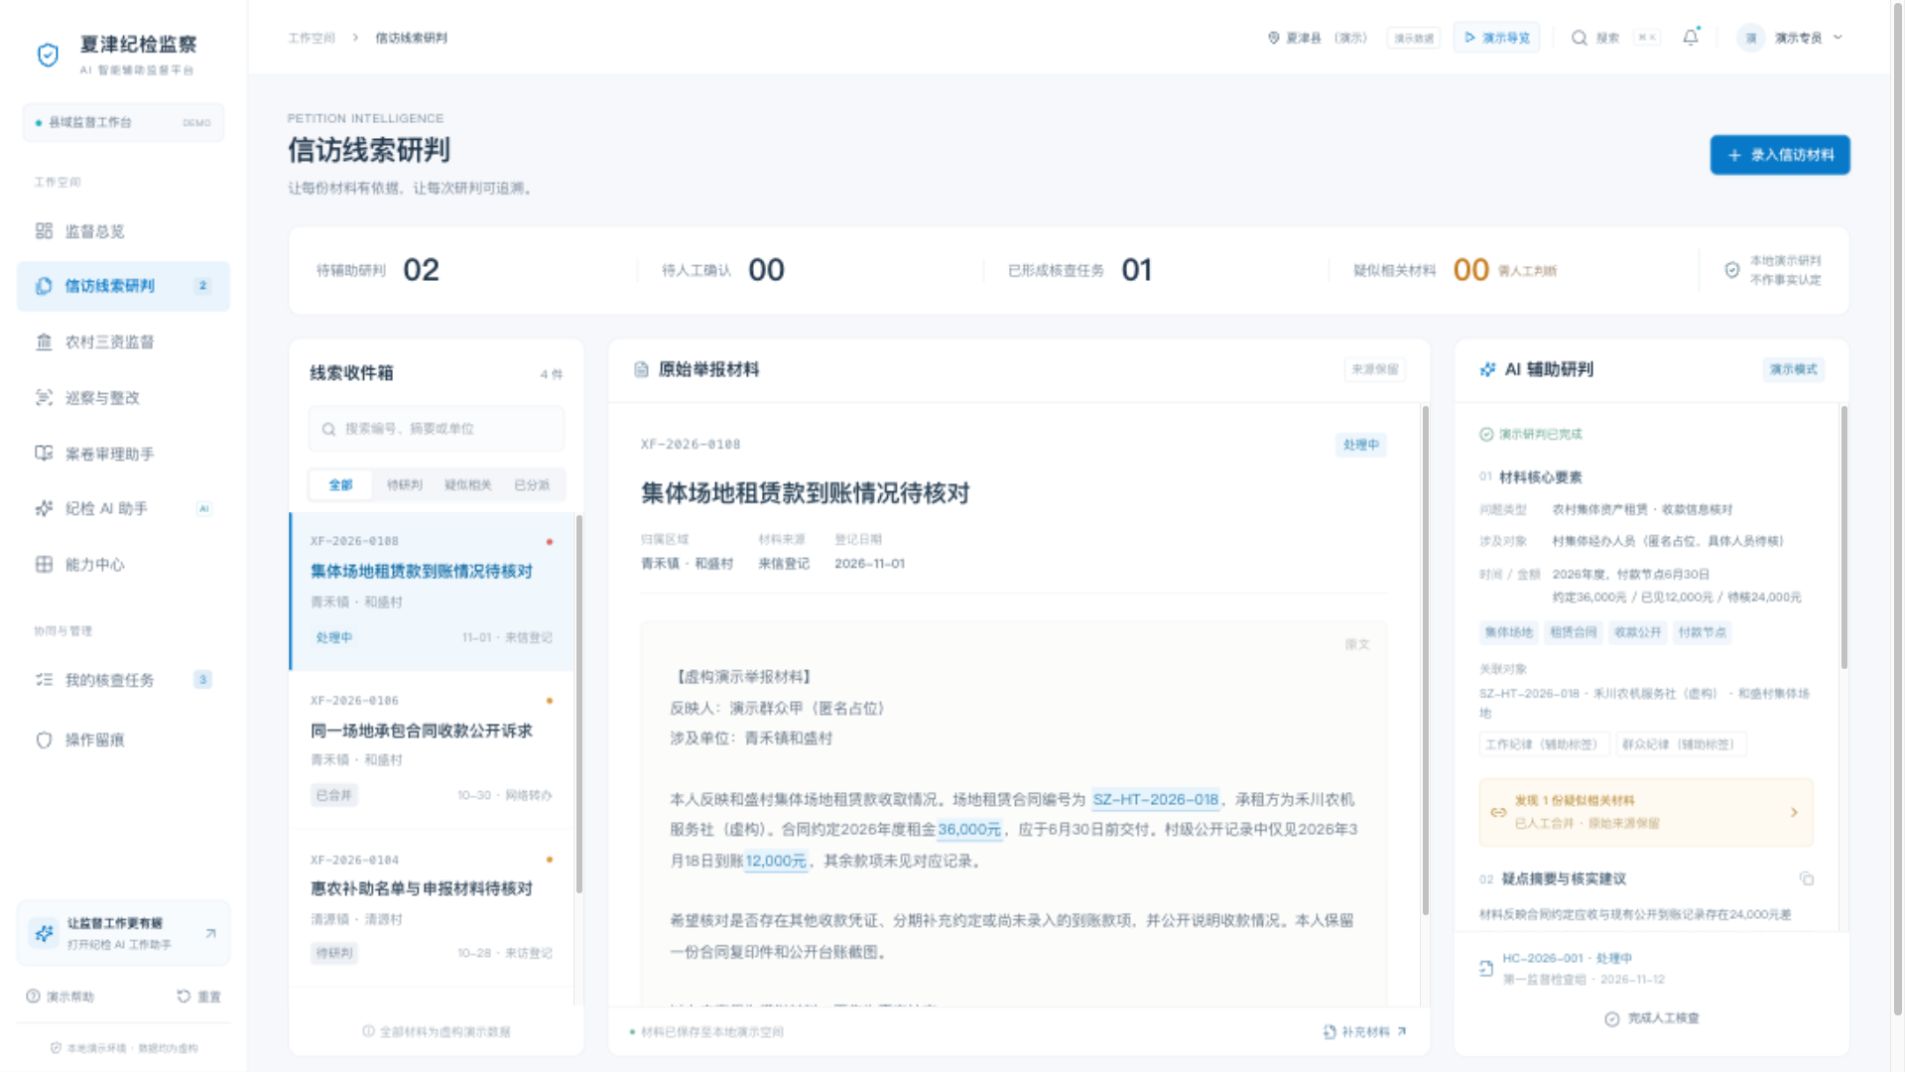 夏津纪检监察
AI 智能辅助监督平台
县域监督工作台 DEMO
工作空间
监督总览
信访线索研判 2
农村三资监督
巡察与整改
案卷审理助手
纪检 AI 助手 AI
能力中心
协同与管理
我的核查任务 3
操作留痕
让监督工作更有据
打开纪检 AI 工作助手
演示帮助 重置
本地演示环境 · 数据均为虚构
工作空间 > 信访线索研判
夏津县 (演示) 演示数据 演示导览 搜索 ⌘ K 演 演示专员
PETITION INTELLIGENCE
信访线索研判
让每份材料有依据,让每次研判可追溯。
+ 录入信访材料
待辅助研判 02
待人工确认 00
已形成核查任务 01
疑似相关材料 00 需人工判断
本地演示研判
不作事实认定
线索收件箱 4 件
搜索编号、摘要或单位
全部 待研判 疑似相关 已分派
XF-2026-0108
集体场地租赁款到账情况待核对
青禾镇 · 和盛村
处理中 11-01 · 来信登记
XF-2026-0106
同一场地承包合同收款公开诉求
青禾镇 · 和盛村
已合并 10-30 · 网络转办
XF-2026-0104
惠农补助名单与申报材料待核对
清源镇 · 清源村
待研判 10-28 · 来访登记
全部材料为虚构演示数据
原始举报材料 来源保留
XF-2026-0108 处理中
集体场地租赁款到账情况待核对
归属区域 材料来源 登记日期
青禾镇 · 和盛村 来信登记 2026-11-01
原文
【虚构演示举报材料】
反映人:演示群众甲(匿名占位)
涉及单位:青禾镇和盛村
本人反映和盛村集体场地租赁款收取情况。场地租赁合同编号为 SZ-HT-2026-018,承租方为禾川农机
服务社(虚构)。合同约定2026年度租金36,000元,应于6月30日前交付。村级公开记录中仅见2026年3
月18日到账12,000元,其余款项未见对应记录。
希望核对是否存在其他收款凭证、分期补充约定或尚未录入的到账款项,并公开说明收款情况。本人保留
一份合同复印件和公开台账截图。
材料已保存至本地演示空间 补充材料
AI 辅助研判 演示模式
演示研判已完成
01 材料核心要素
问题类型 农村集体资产租赁 · 收款信息核对
涉及对象 村集体经办人员(匿名占位,具体人员待核)
时间 / 金额 2026年度,付款节点6月30日
约定36,000元 / 已见12,000元 / 待核24,000元
集体场地 租赁合同 收款公开 付款节点
关联对象
SZ-HT-2026-018 · 禾川农机服务社(虚构) · 和盛村集体场
地
工作纪律(辅助标签) 群众纪律(辅助标签)
发现 1 份疑似相关材料
已人工合并 · 原始来源保留
02 疑点摘要与核实建议
材料反映合同约定应收与现有公开到账记录存在24,000元差
HC-2026-001 · 处理中
第一监督检查组 · 2026-11-12
完成人工核查